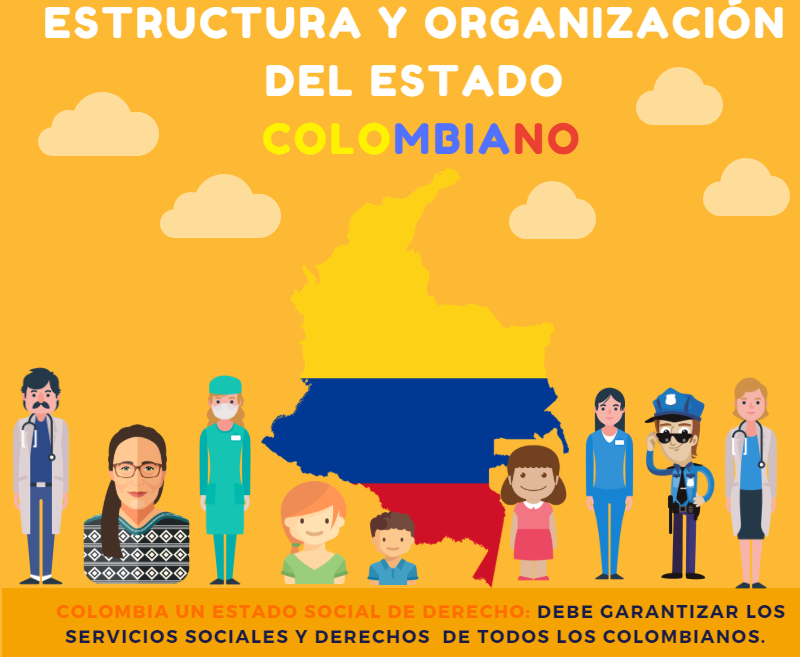 ESTRUCTURA Y ORGANIZACIÓN
DEL ESTADO
COLOMBIANO
COLOMBIA UN ESTADO SOCIAL DE DERECHO: DEBE GARANTIZAR LOS
SERVICIOS SOCIALES Y DERECHOS DE TODOS LOS COLOMBIANOS.